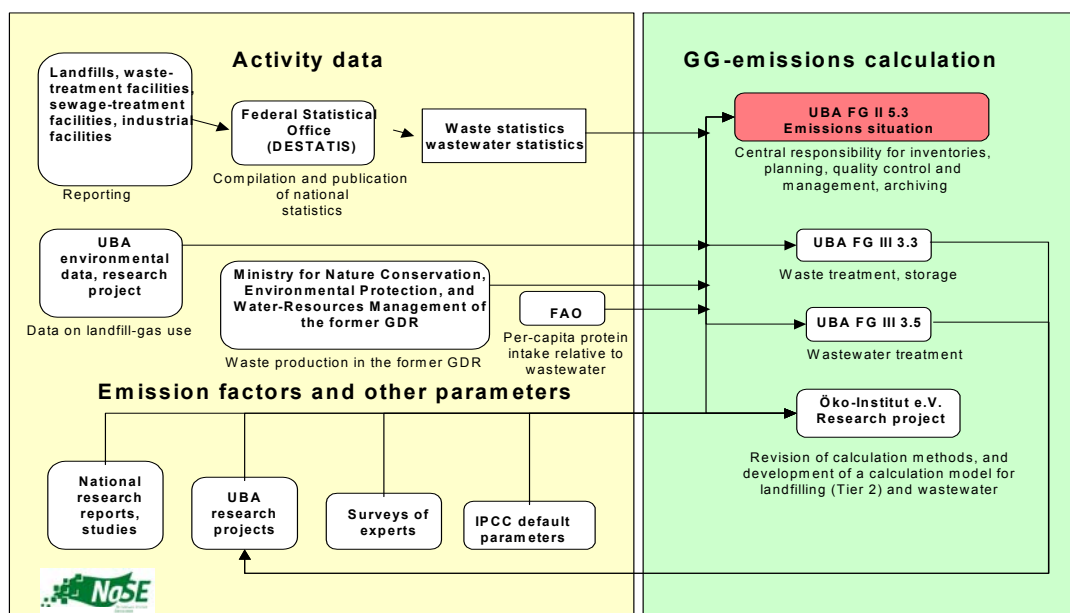 Activity data
Landfills, waste-
treatment facilities,
sewage-treatment
facilities, industrial
facilities
Reporting
Federal Statistical
Office
(DESTATIS)
Compilation and publication
of national
statistics
Waste statistics
wastewater statistics
UBA
environmental
data, research
project
Data on landfill-gas use
Ministry for Nature Conservation,
Environmental Protection, and
Water-Resources Management of
the former GDR
Waste production in the former GDR
FAO
Per-capita protein
intake relative to
wastewater
Emission factors and other parameters
National
research
reports,
studies
UBA
research
projects
Surveys of
experts
IPCC default
parameters
NaSE
GG-emissions calculation
UBA FG II 5.3
Emissions situation
Central responsibility for inventories,
planning, quality control and
management, archiving
UBA FG III 3.3
Waste treatment, storage
UBA FG III 3.5
Wastewater treatment
Öko-Institut e.V.
Research project
Revision of calculation methods, and
development of a calculation model for
landfilling (Tier 2) and wastewater